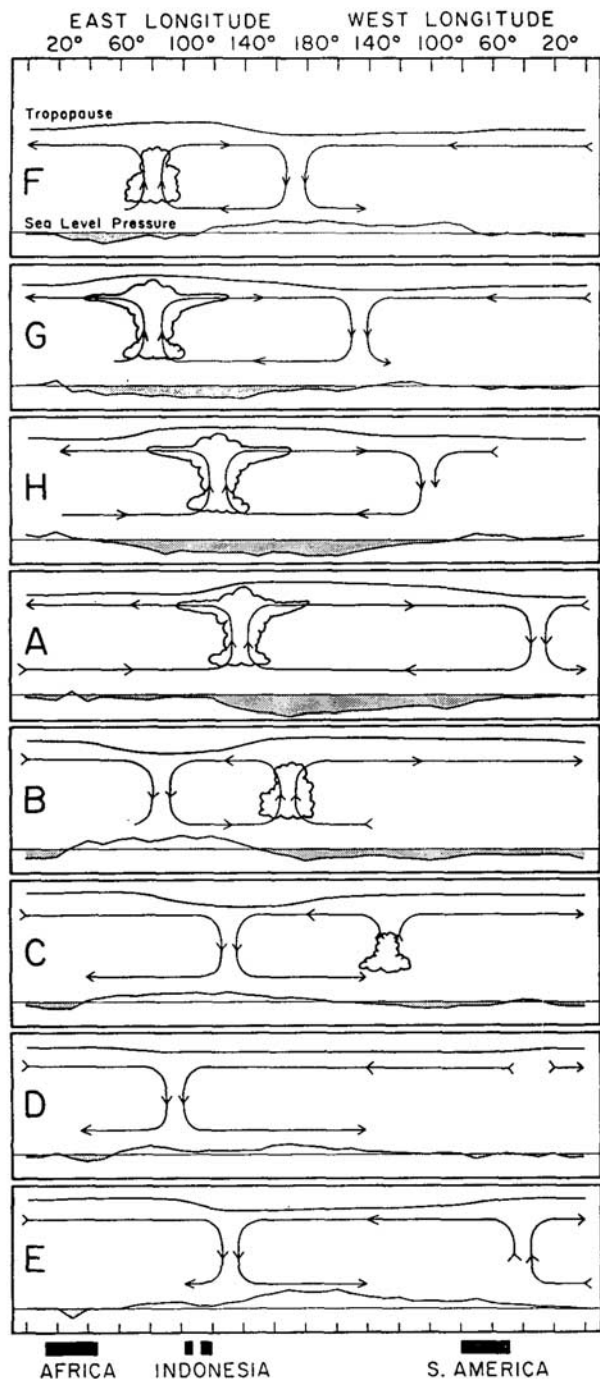 EAST LONGITUDE WEST LONGITUDE
20° 60° 100° 140° 180° 140° 100° 60° 20°
Tropopause
F
Sea Level Pressure
G
H
A
B
C
D
E
AFRICA INDONESIA S. AMERICA